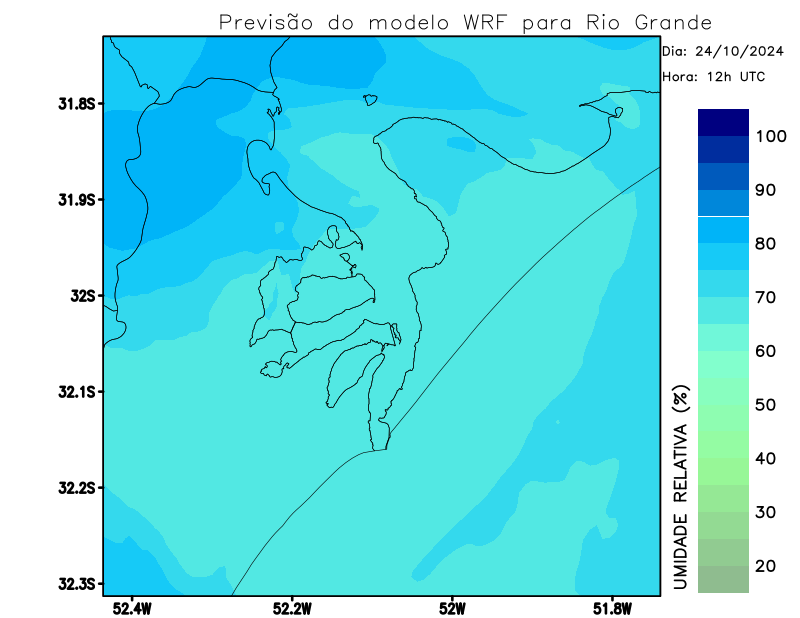 Previsão do modelo WRF para Rio Grande
Dia: 24/10/2024
Hora: 12h UTC
31.8S
31.9S
32S
32.1S
32.2S
32.3S
52.4W
52.2W
52W
51.8W
100
90
80
70
60
50
40
30
20
UMIDADE RELATIVA (%)